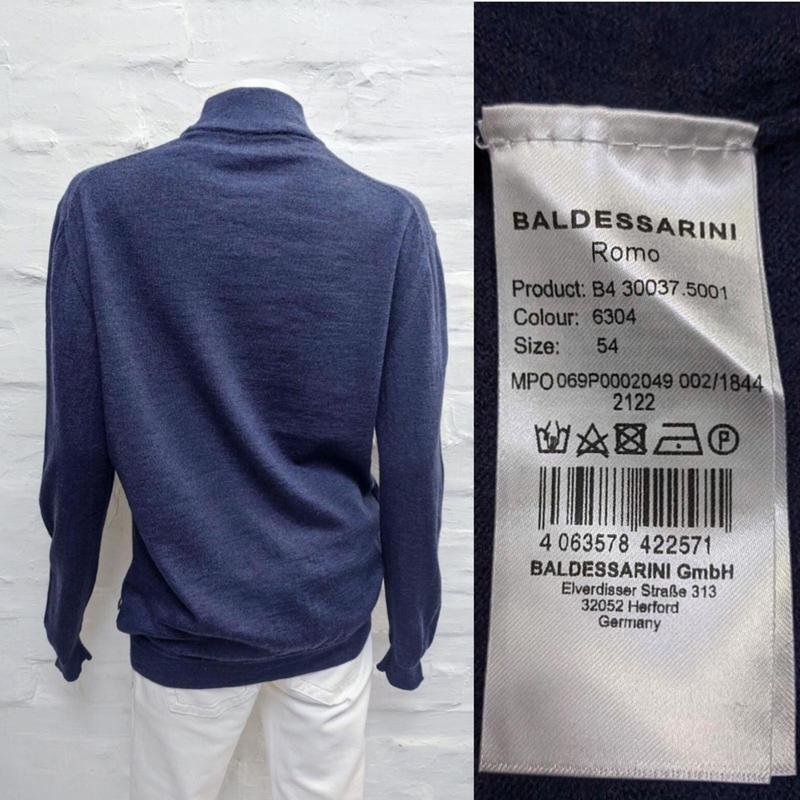 BALDESSARINI
Romo
Product: B4 30037.5001
Colour: 6304
Size: 54
MPO 069P0002049 002/1844
2122
P
4 063578 422571
BALDESSARINI GmbH
Elverdisser Straße 313
32052 Herford
Germany